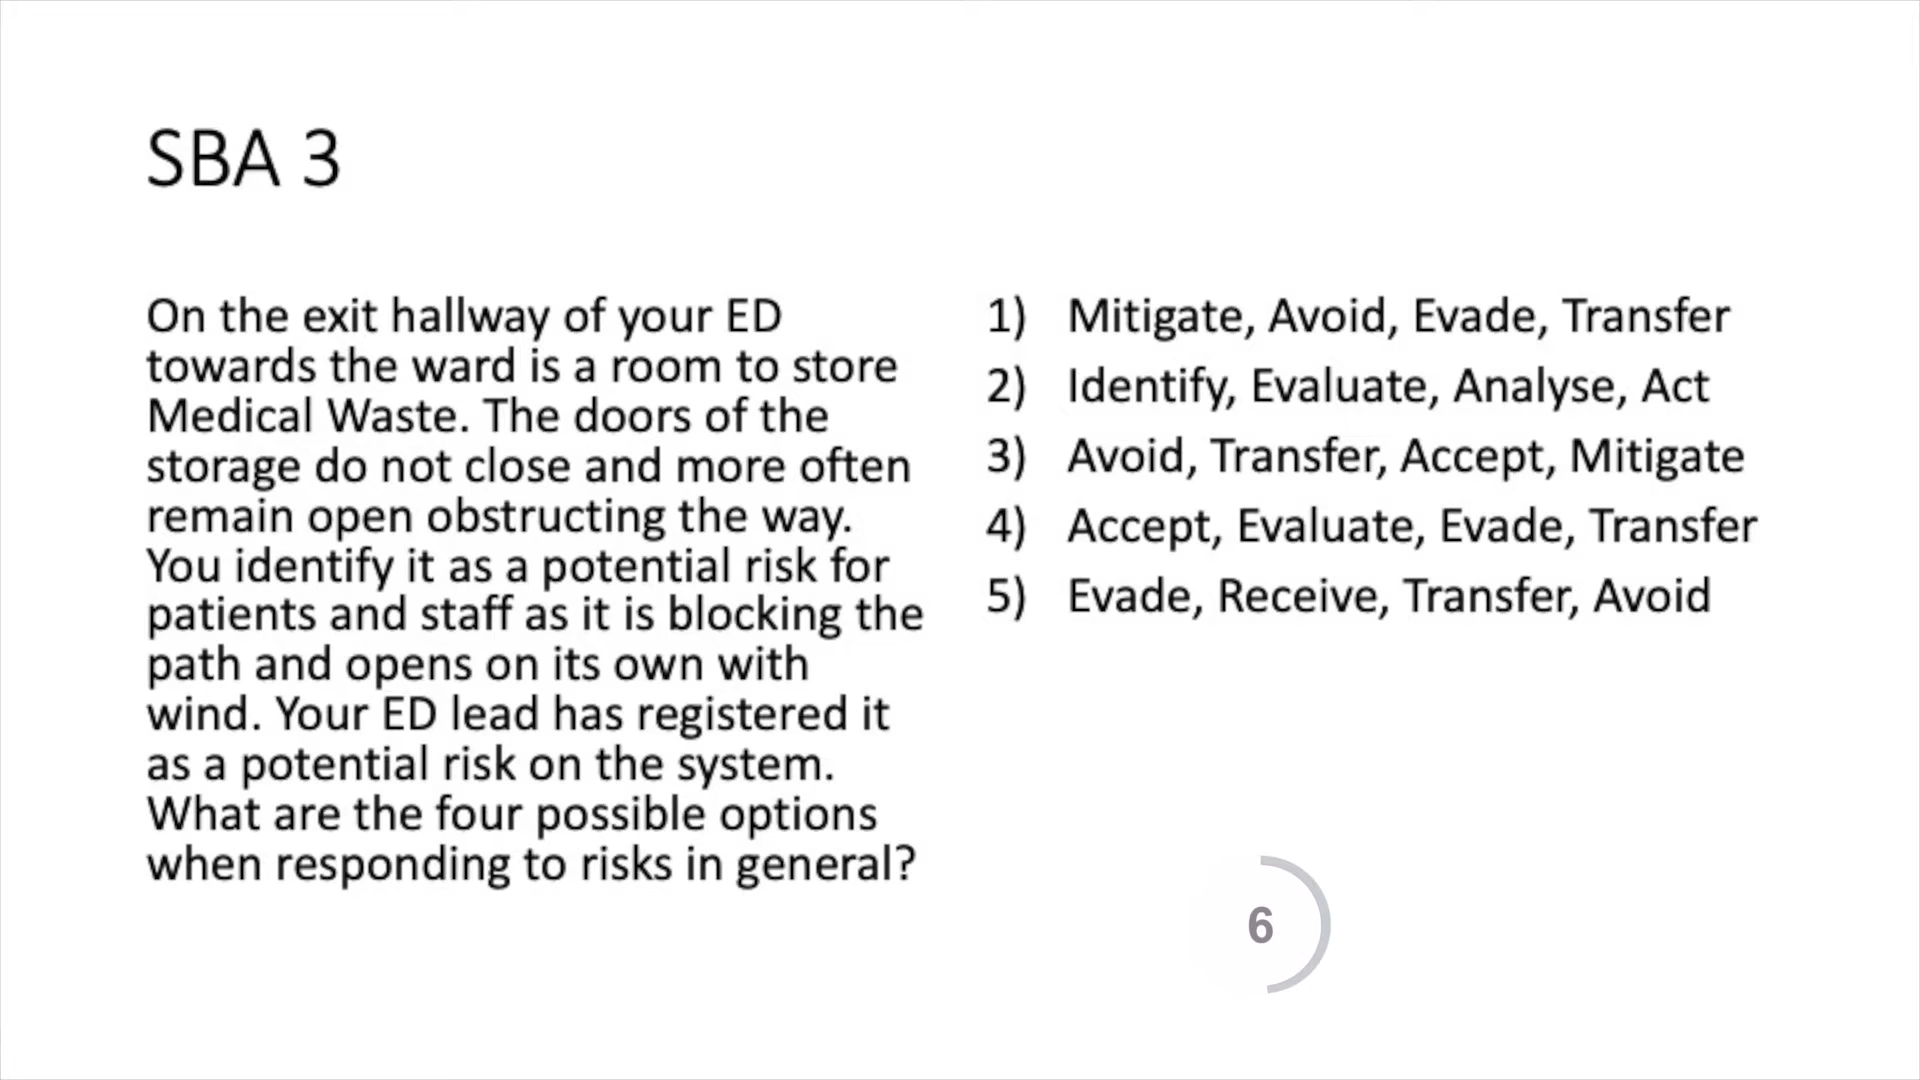 SBA 3
On the exit hallway of your ED
towards the ward is a room to store
Medical Waste. The doors of the
storage do not close and more often
remain open obstructing the way.
You identify it as a potential risk for
patients and staff as it is blocking the
path and opens on its own with
wind. Your ED lead has registered it
as a potential risk on the system.
What are the four possible options
when responding to risks in general?
1) Mitigate, Avoid, Evade, Transfer
2) Identify, Evaluate, Analyse, Act
3) Avoid, Transfer, Accept, Mitigate
4) Accept, Evaluate, Evade, Transfer
5) Evade, Receive, Transfer, Avoid
6